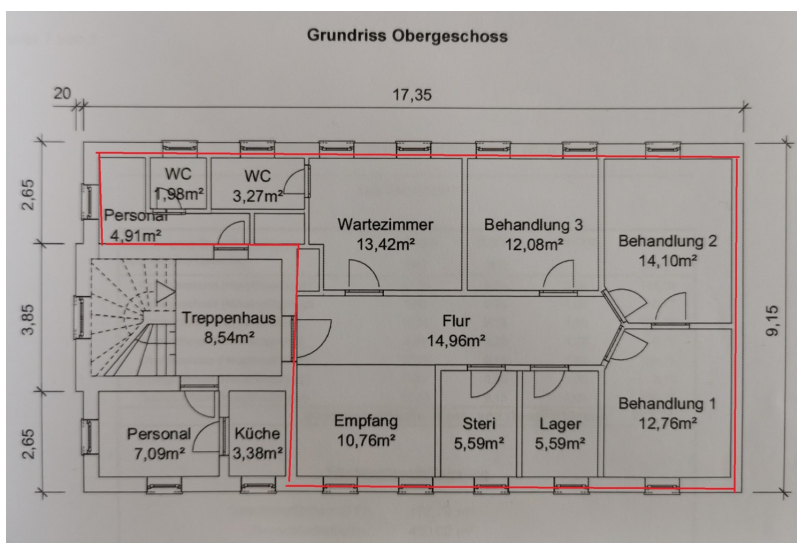 Grundriss Obergeschoss
20
17,35
2,65
3,85
2,65
9,15
WC
1,98m²
WC
3,27m²
Personal
4,91m²
Wartezimmer
13,42m²
Behandlung 3
12,08m²
Behandlung 2
14,10m²
Treppenhaus
8,54m²
Flur
14,96m²
Personal
7,09m²
Küche
3,38m²
Empfang
10,76m²
Steri
5,59m²
Lager
5,59m²
Behandlung 1
12,76m²